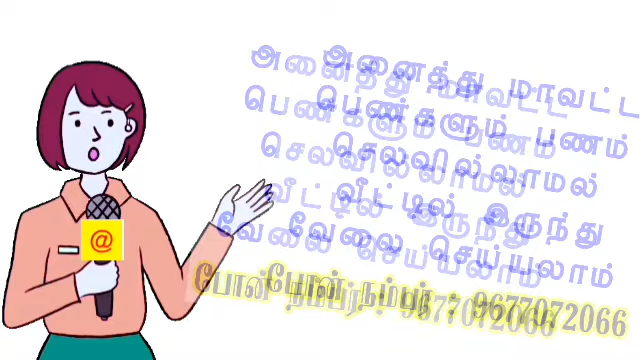 அனைத்து மாவட்ட
பெண்களும் பணம்
செலவில்லாமல்
வீட்டில் இருந்து
வேலை செய்யலாம்
போன் நம்பர் : 9677072066
@